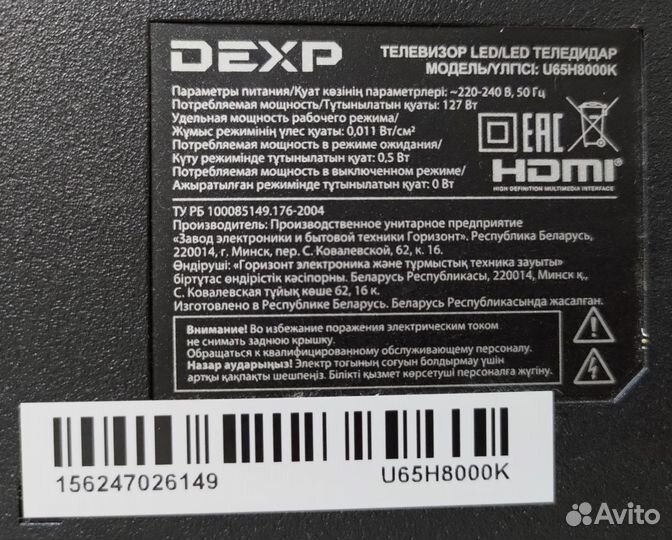 DEXP
ТЕЛЕВИЗОР LED/LED ТЕЛЕДИДАР
МОДЕЛЬ/ҮЛГІСІ: U65H8000K
Параметры питания/Қуат көзінің параметрлері: ~220-240 В, 50 Гц
Потребляемая мощность/Тұтынылатын қуаты: 127 Вт
Удельная мощность рабочего режима/
Жұмыс режимінің үлес қуаты: 0,011 Вт/см²
Потребляемая мощность в режиме ожидания/
Күту режимінде тұтынылатын қуаты: 0,5 Вт
Потребляемая мощность в выключенном режиме/
Ажыратылған режимінде тұтынылатын қуаты: 0 Вт
EAC
HDMI
HIGH DEFINITION MULTIMEDIA INTERFACE
ТУ РБ 100085149.176-2004
Производитель: Производственное унитарное предприятие
«Завод электроники и бытовой техники Горизонт». Республика Беларусь,
220014, г. Минск, пер. С. Ковалевской, 62, к. 16.
Өндіруші: «Горизонт электроника және тұрмыстық техника зауыты»
біртұтас өндірістік кәсіпорны. Беларусь Республикасы, 220014, Минск қ.,
С. Ковалевская тұйық көше 62, 16 к.
Изготовлено в Республике Беларусь. Беларусь Республикасында жасалған.
Внимание! Во избежание поражения электрическим током
не снимать заднюю крышку.
Обращаться к квалифицированному обслуживающему персоналу.
Назар аударыңыз! Электр тогының соғуын болдырмау үшін
артқы қақпақты шешпеңіз. Білікті қызмет көрсетуші персоналға жүгіну.
156247026149
U65H8000K
Avito